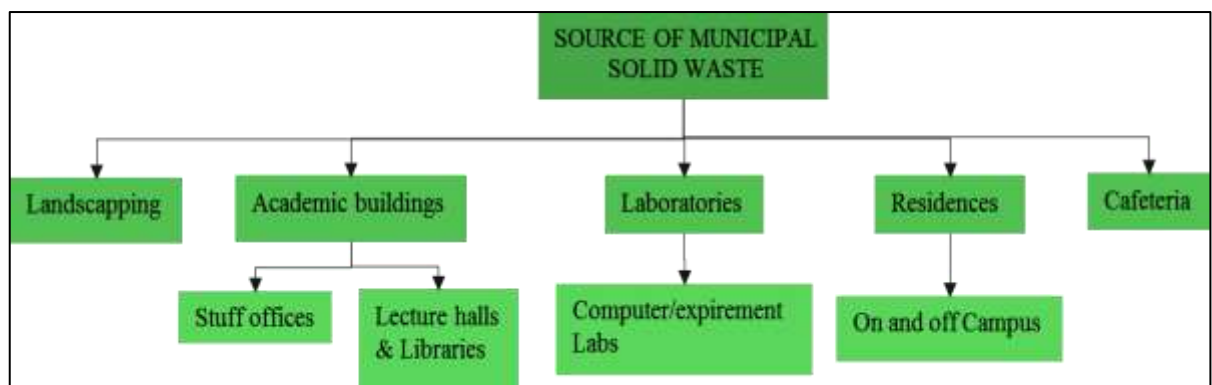 SOURCE OF MUNICIPAL
SOLID WASTE
Landscapping
Academic buildings
Laboratories
Residences
Cafeteria
Stuff offices
Lecture halls
& Libraries
Computer/expirement
Labs
On and off Campus